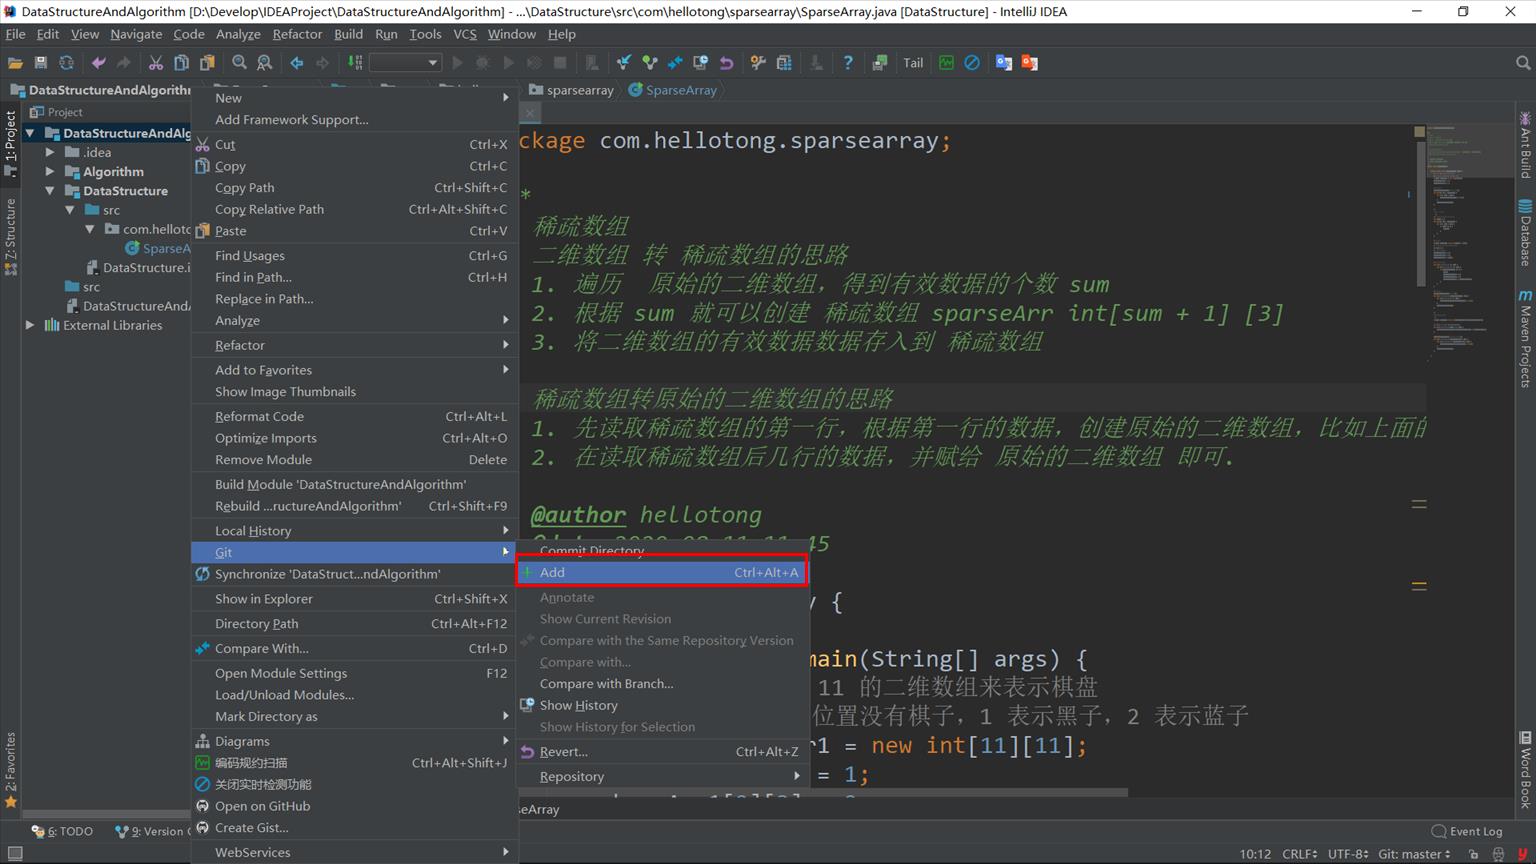 DataStructureAndAlgorithm [D:\Develop\IDEAProject\DataStructureAndAlgorithm] - ...\DataStructure\src\com\hellotong\sparsearray\SparseArray.java [DataStructure] - IntelliJ IDEA
File Edit View Navigate Code Analyze Refactor Build Run Tools VCS Window Help
Tail
DataStructureAndAlgorithm
sparsearray
SparseArray
1: Project
Z: Structure
2: Favorites
Project
DataStructureAndAlg
.idea
Algorithm
DataStructure
src
com.helloto
SparseA
DataStructure.i
src
DataStructureAndA
External Libraries
New
Add Framework Support...
Cut Ctrl+X
Copy Ctrl+C
Copy Path Ctrl+Shift+C
Copy Relative Path Ctrl+Alt+Shift+C
Paste Ctrl+V
Find Usages Ctrl+G
Find in Path... Ctrl+H
Replace in Path...
Analyze
Refactor
Add to Favorites
Show Image Thumbnails
Reformat Code Ctrl+Alt+L
Optimize Imports Ctrl+Alt+O
Remove Module Delete
Build Module 'DataStructureAndAlgorithm'
Rebuild ...ructureAndAlgorithm' Ctrl+Shift+F9
Local History
Git
Synchronize 'DataStruct...ndAlgorithm'
Show in Explorer Ctrl+Shift+X
Directory Path Ctrl+Alt+F12
Compare With... Ctrl+D
Open Module Settings F12
Load/Unload Modules...
Mark Directory as
Diagrams
编码规约扫描 Ctrl+Alt+Shift+J
关闭实时检测功能
Open on GitHub
Create Gist...
WebServices
Commit Directory...
Add Ctrl+Alt+A
Annotate
Show Current Revision
Compare with the Same Repository Version
Compare with...
Compare with Branch...
Show History
Show History for Selection
Revert... Ctrl+Alt+Z
Repository
ckage com.hellotong.sparsearray;
*
稀疏数组
二维数组 转 稀疏数组的思路
1. 遍历 原始的二维数组，得到有效数据的个数 sum
2. 根据 sum 就可以创建 稀疏数组 sparseArr int[sum + 1] [3]
3. 将二维数组的有效数据数据存入到 稀疏数组
稀疏数组转原始的二维数组的思路
1. 先读取稀疏数组的第一行，根据第一行的数据，创建原始的二维数组，比如上面的
2. 在读取稀疏数组后几行的数据，并赋给 原始的二维数组 即可.
@author hellotong
45
y {
main(String[] args) {
11 的二维数组来表示棋盘
位置没有棋子，1 表示黑子，2 表示蓝子
r1 = new int[11][11];
= 1;
seArray
Ant Build
Database
Maven Projects
Word Book
6: TODO
9: Version C
Event Log
10:12 CRLF UTF-8 Git: master